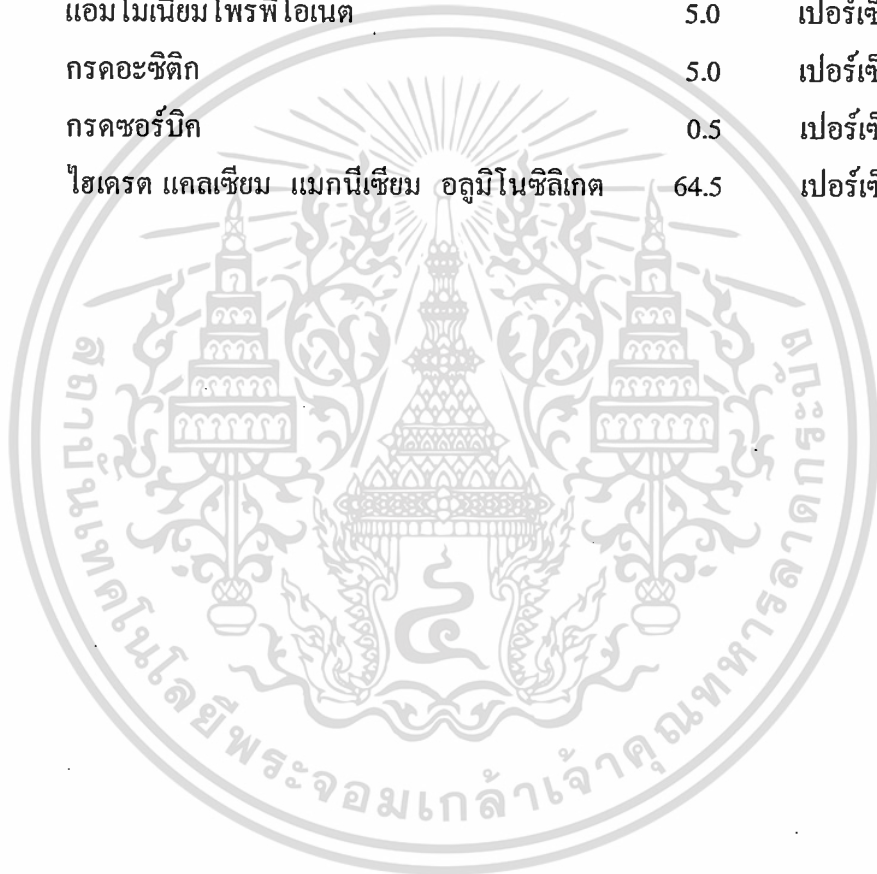 แอมโมเนียมโพรพิโอเนต 5.0 เปอร์เซ็
กรดอะซิติก 5.0 เปอร์เซ็
กรดซอร์บิค 0.5 เปอร์เซ็
ไฮเดรต แคลเซียม แมกนีเซียม อลูมิโนซิลิเกต 64.5 เปอร์เซ็
สถาบันเทคโนโลยีพระจอมเกล้าเจ้าคุณทหารลาดกระบัง
๔